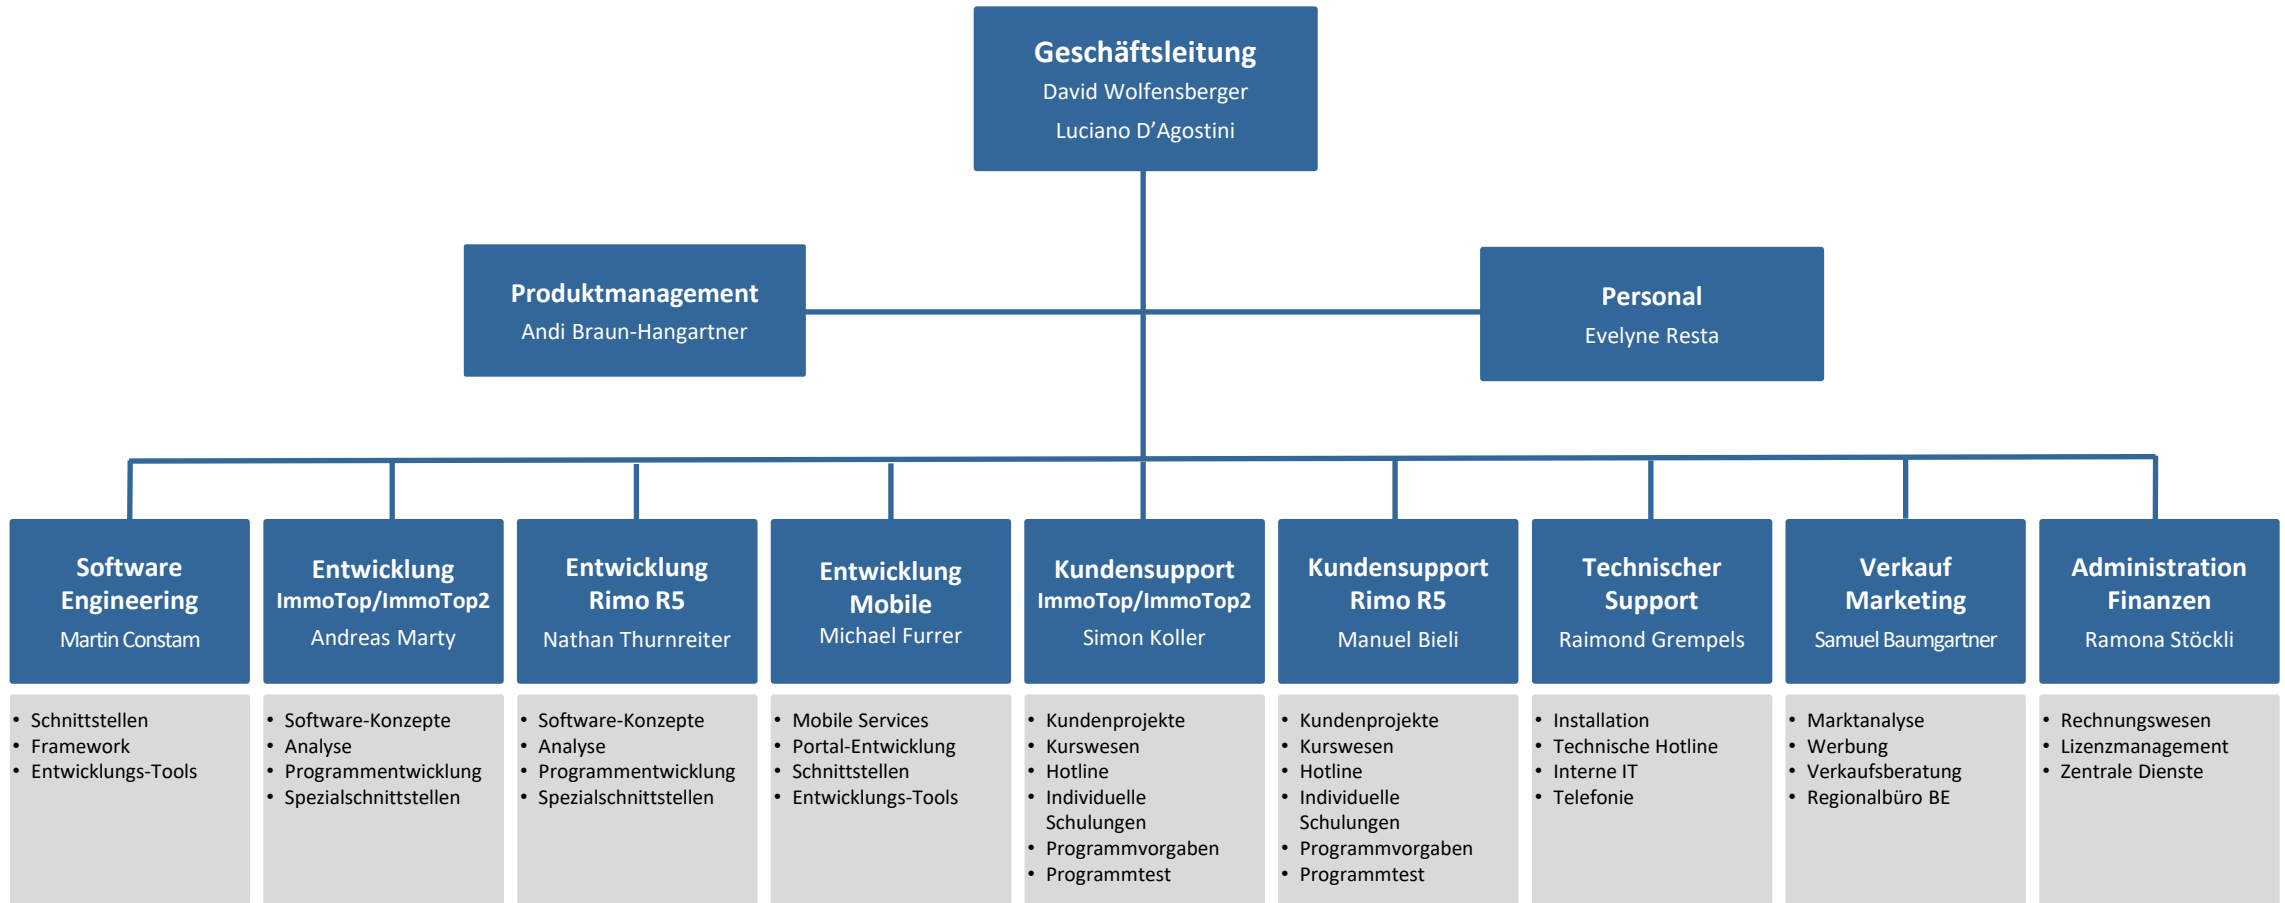 Geschäftsleitung
David Wolfensberger
Luciano D’Agostini
Produktmanagement
Andi Braun-Hangartner
Personal
Evelyne Resta
Software
Engineering
Martin Constam
• Schnittstellen
• Framework
• Entwicklungs-Tools
Entwicklung
ImmoTop/ImmoTop2
Andreas Marty
• Software-Konzepte
• Analyse
• Programmentwicklung
• Spezialschnittstellen
Entwicklung
Rimo R5
Nathan Thurnreiter
• Software-Konzepte
• Analyse
• Programmentwicklung
• Spezialschnittstellen
Entwicklung
Mobile
Michael Furrer
• Mobile Services
• Portal-Entwicklung
• Schnittstellen
• Entwicklungs-Tools
Kundensupport
ImmoTop/ImmoTop2
Simon Koller
• Kundenprojekte
• Kurswesen
• Hotline
• Individuelle
Schulungen
• Programmvorgaben
• Programmtest
Kundensupport
Rimo R5
Manuel Bieli
• Kundenprojekte
• Kurswesen
• Hotline
• Individuelle
Schulungen
• Programmvorgaben
• Programmtest
Technischer
Support
Raimond Grempels
• Installation
• Technische Hotline
• Interne IT
• Telefonie
Verkauf
Marketing
Samuel Baumgartner
• Marktanalyse
• Werbung
• Verkaufsberatung
• Regionalbüro BE
Administration
Finanzen
Ramona Stöckli
• Rechnungswesen
• Lizenzmanagement
• Zentrale Dienste